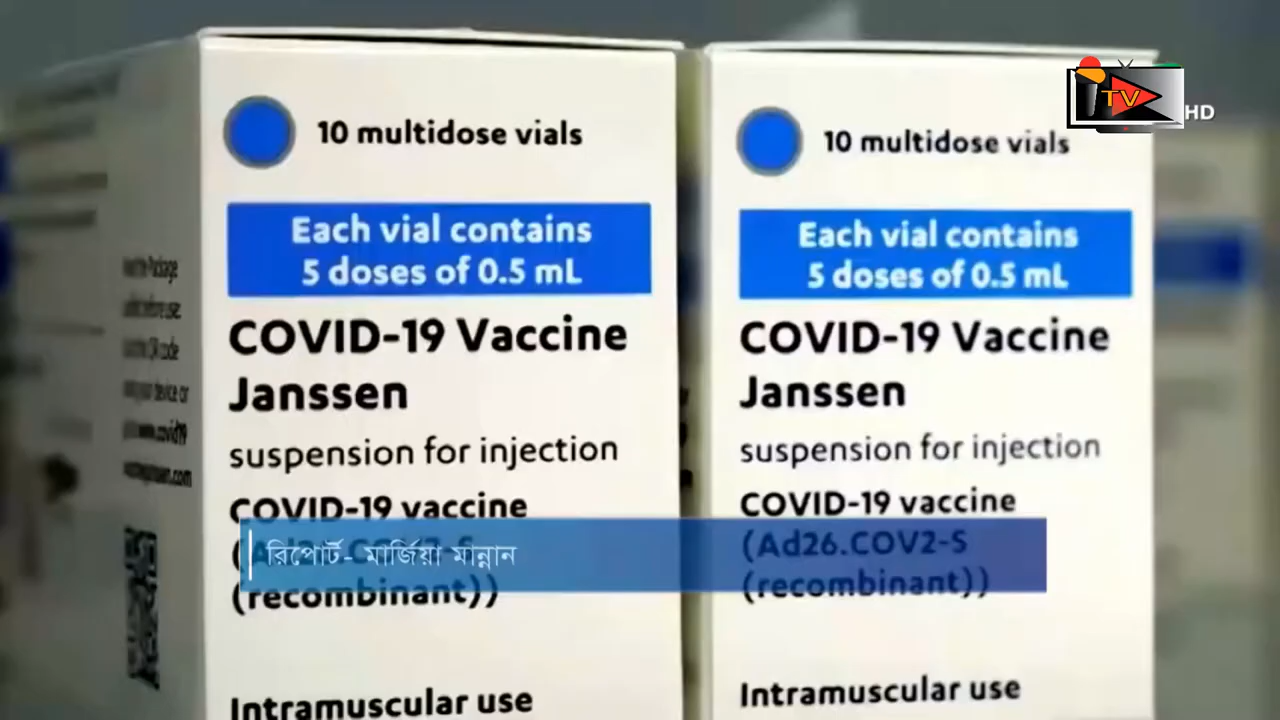 10 multidose vials
Each vial contains
5 doses of 0.5 mL
COVID-19 Vaccine
Janssen
suspension for injection
COVID-19 vaccine
(Ad26.COV2-S
(recombinant))
Intramuscular use
10 multidose vials
Each vial contains
5 doses of 0.5 mL
COVID-19 Vaccine
Janssen
suspension for injection
COVID-19 vaccine
(Ad26.COV2-S
(recombinant))
Intramuscular use
রিপোর্ট- মার্জিয়া মান্নান
TV
HD